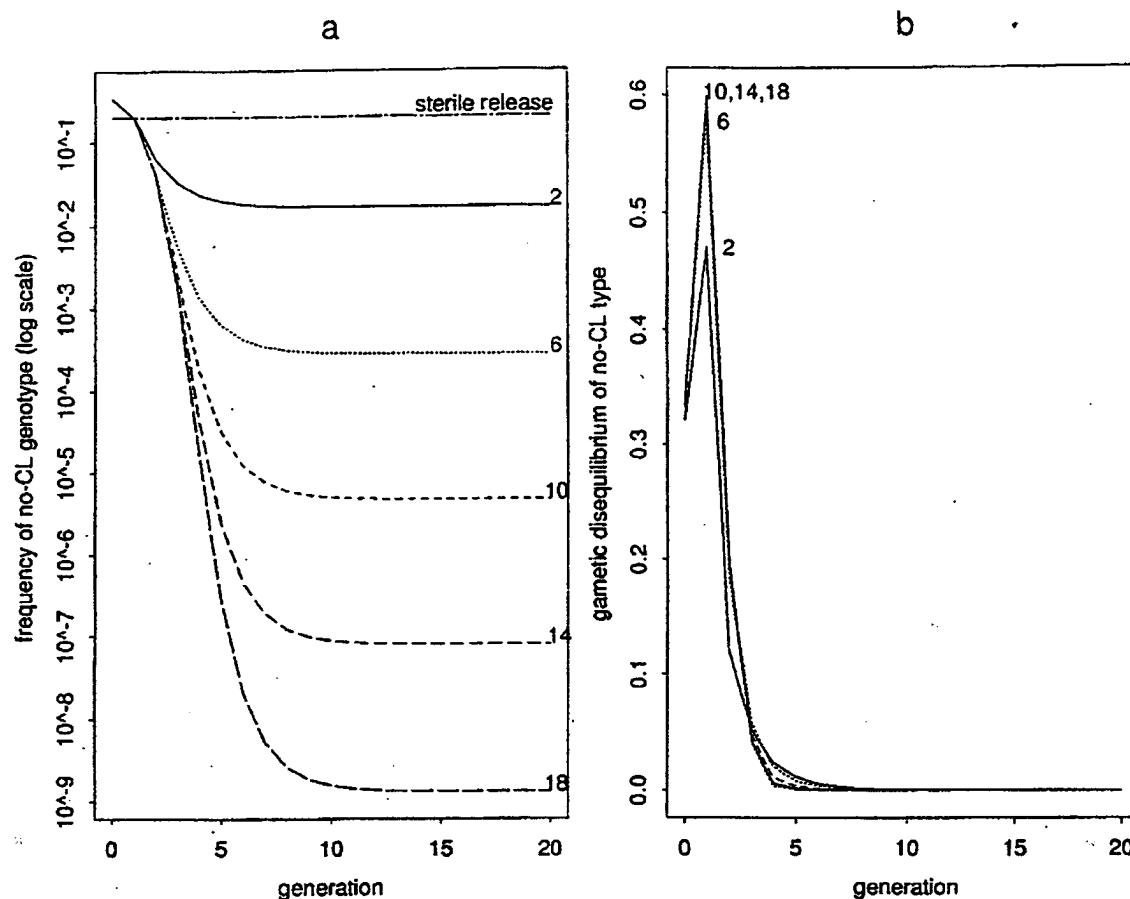 a
frequency of no-CL genotype (log scale)
10^-1
10^-2
10^-3
10^-4
10^-5
10^-6
10^-7
10^-8
10^-9
sterile release
2
6
10
14
18
0 5 10 15 20
generation
b
gametic disequilibrium of no-CL type
0.6
0.5
0.4
0.3
0.2
0.1
0.0
10,14,18
6
2
0 5 10 15 20
generation